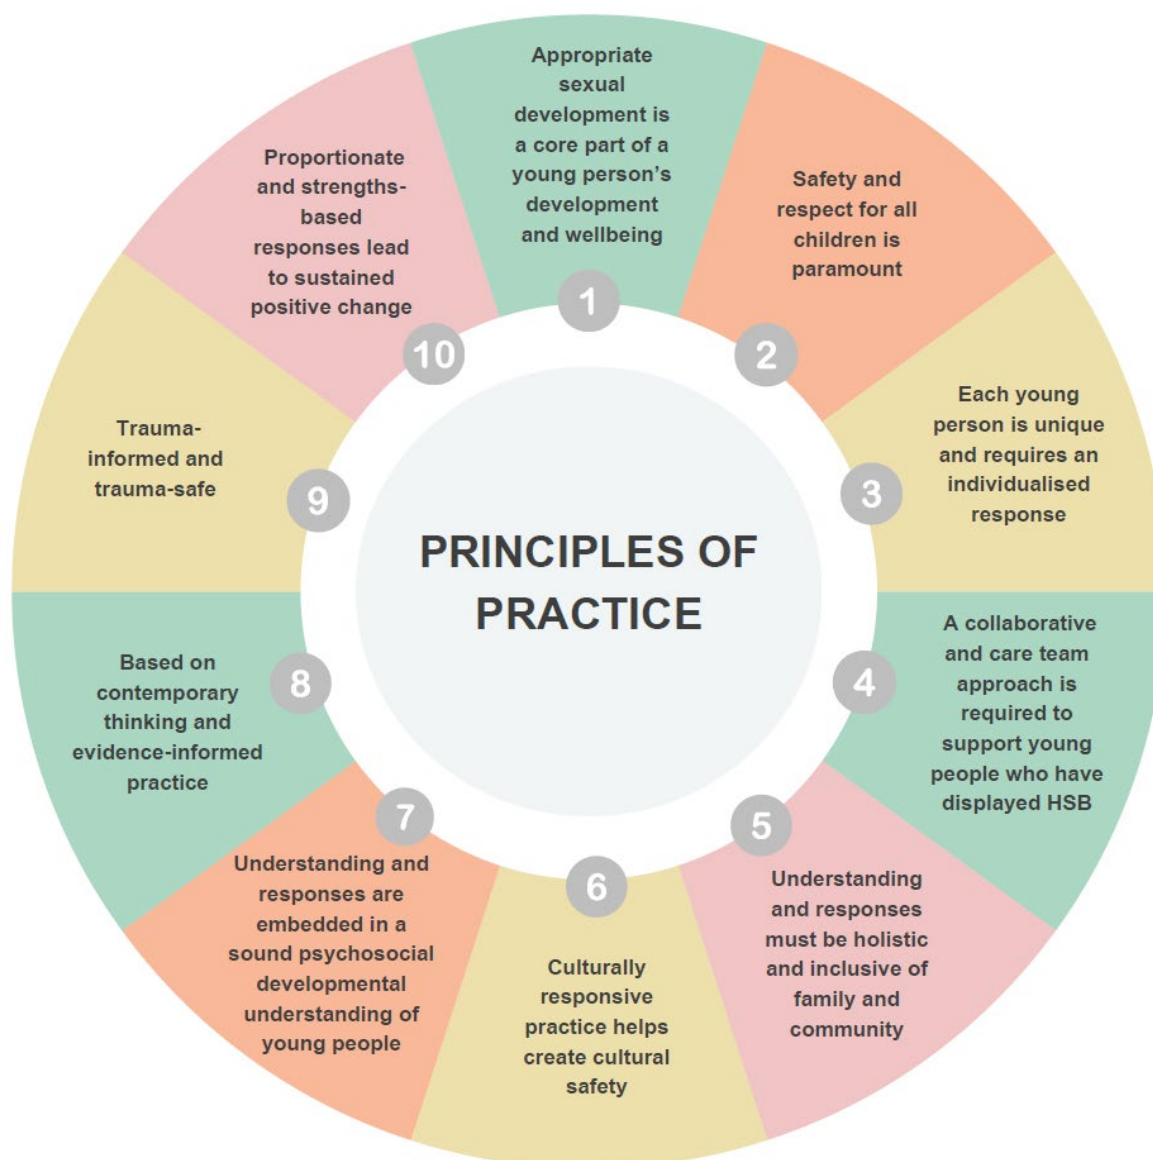 PRINCIPLES OF
PRACTICE
1
Appropriate
sexual
development is
a core part of a
young person's
development
and wellbeing
2
Safety and
respect for all
children is
paramount
3
Each young
person is unique
and requires an
individualised
response
4
A collaborative
and care team
approach is
required to
support young
people who have
displayed HSB
5
Understanding
and responses
must be holistic
and inclusive of
family and
community
6
Culturally
responsive
practice helps
create cultural
safety
7
Understanding and
responses are
embedded in a
sound psychosocial
developmental
understanding of
young people
8
Based on
contemporary
thinking and
evidence-informed
practice
9
Trauma-
informed and
trauma-safe
10
Proportionate
and strengths-
based
responses lead
to sustained
positive change